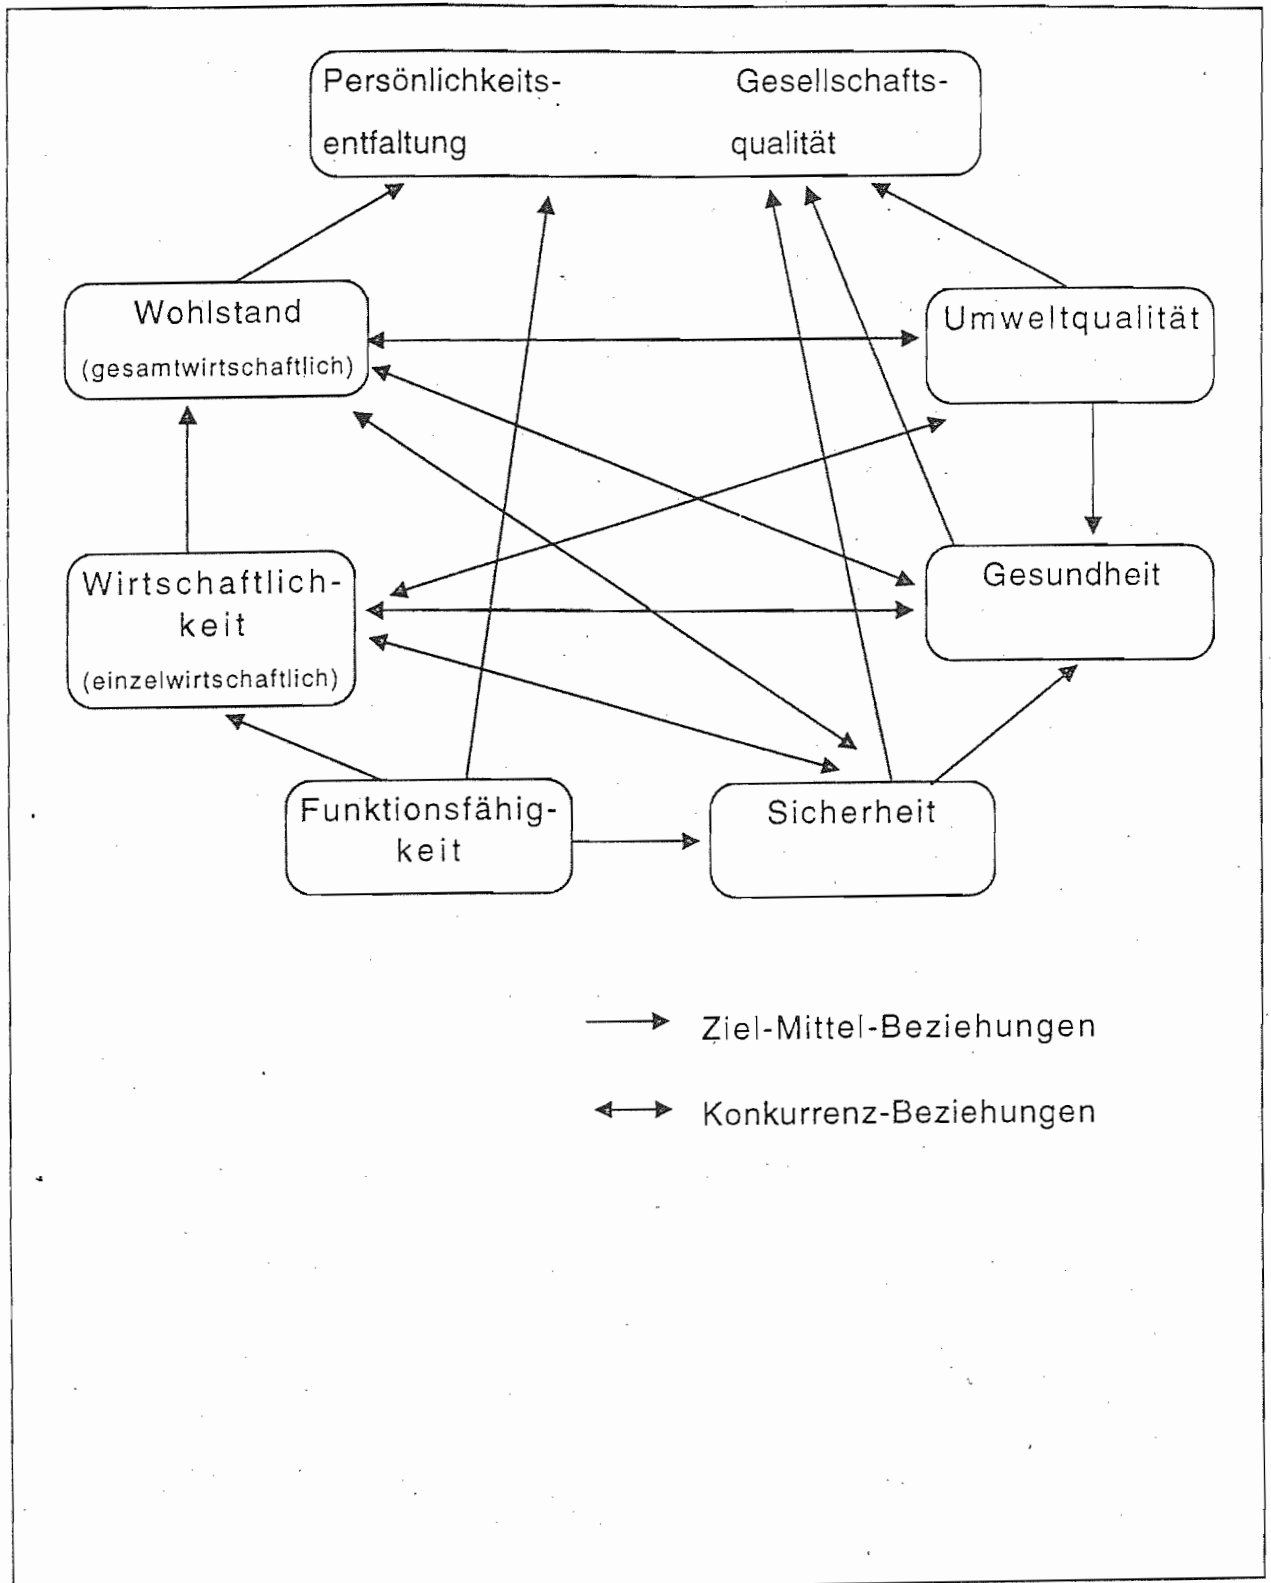 Persönlichkeits-
entfaltung
Gesellschafts-
qualität
Wohlstand
(gesamtwirtschaftlich)
Umweltqualität
Wirtschaftlich-
keit
(einzelwirtschaftlich)
Gesundheit
Funktionsfähig-
keit
Sicherheit
Ziel-Mittel-Beziehungen
Konkurrenz-Beziehungen